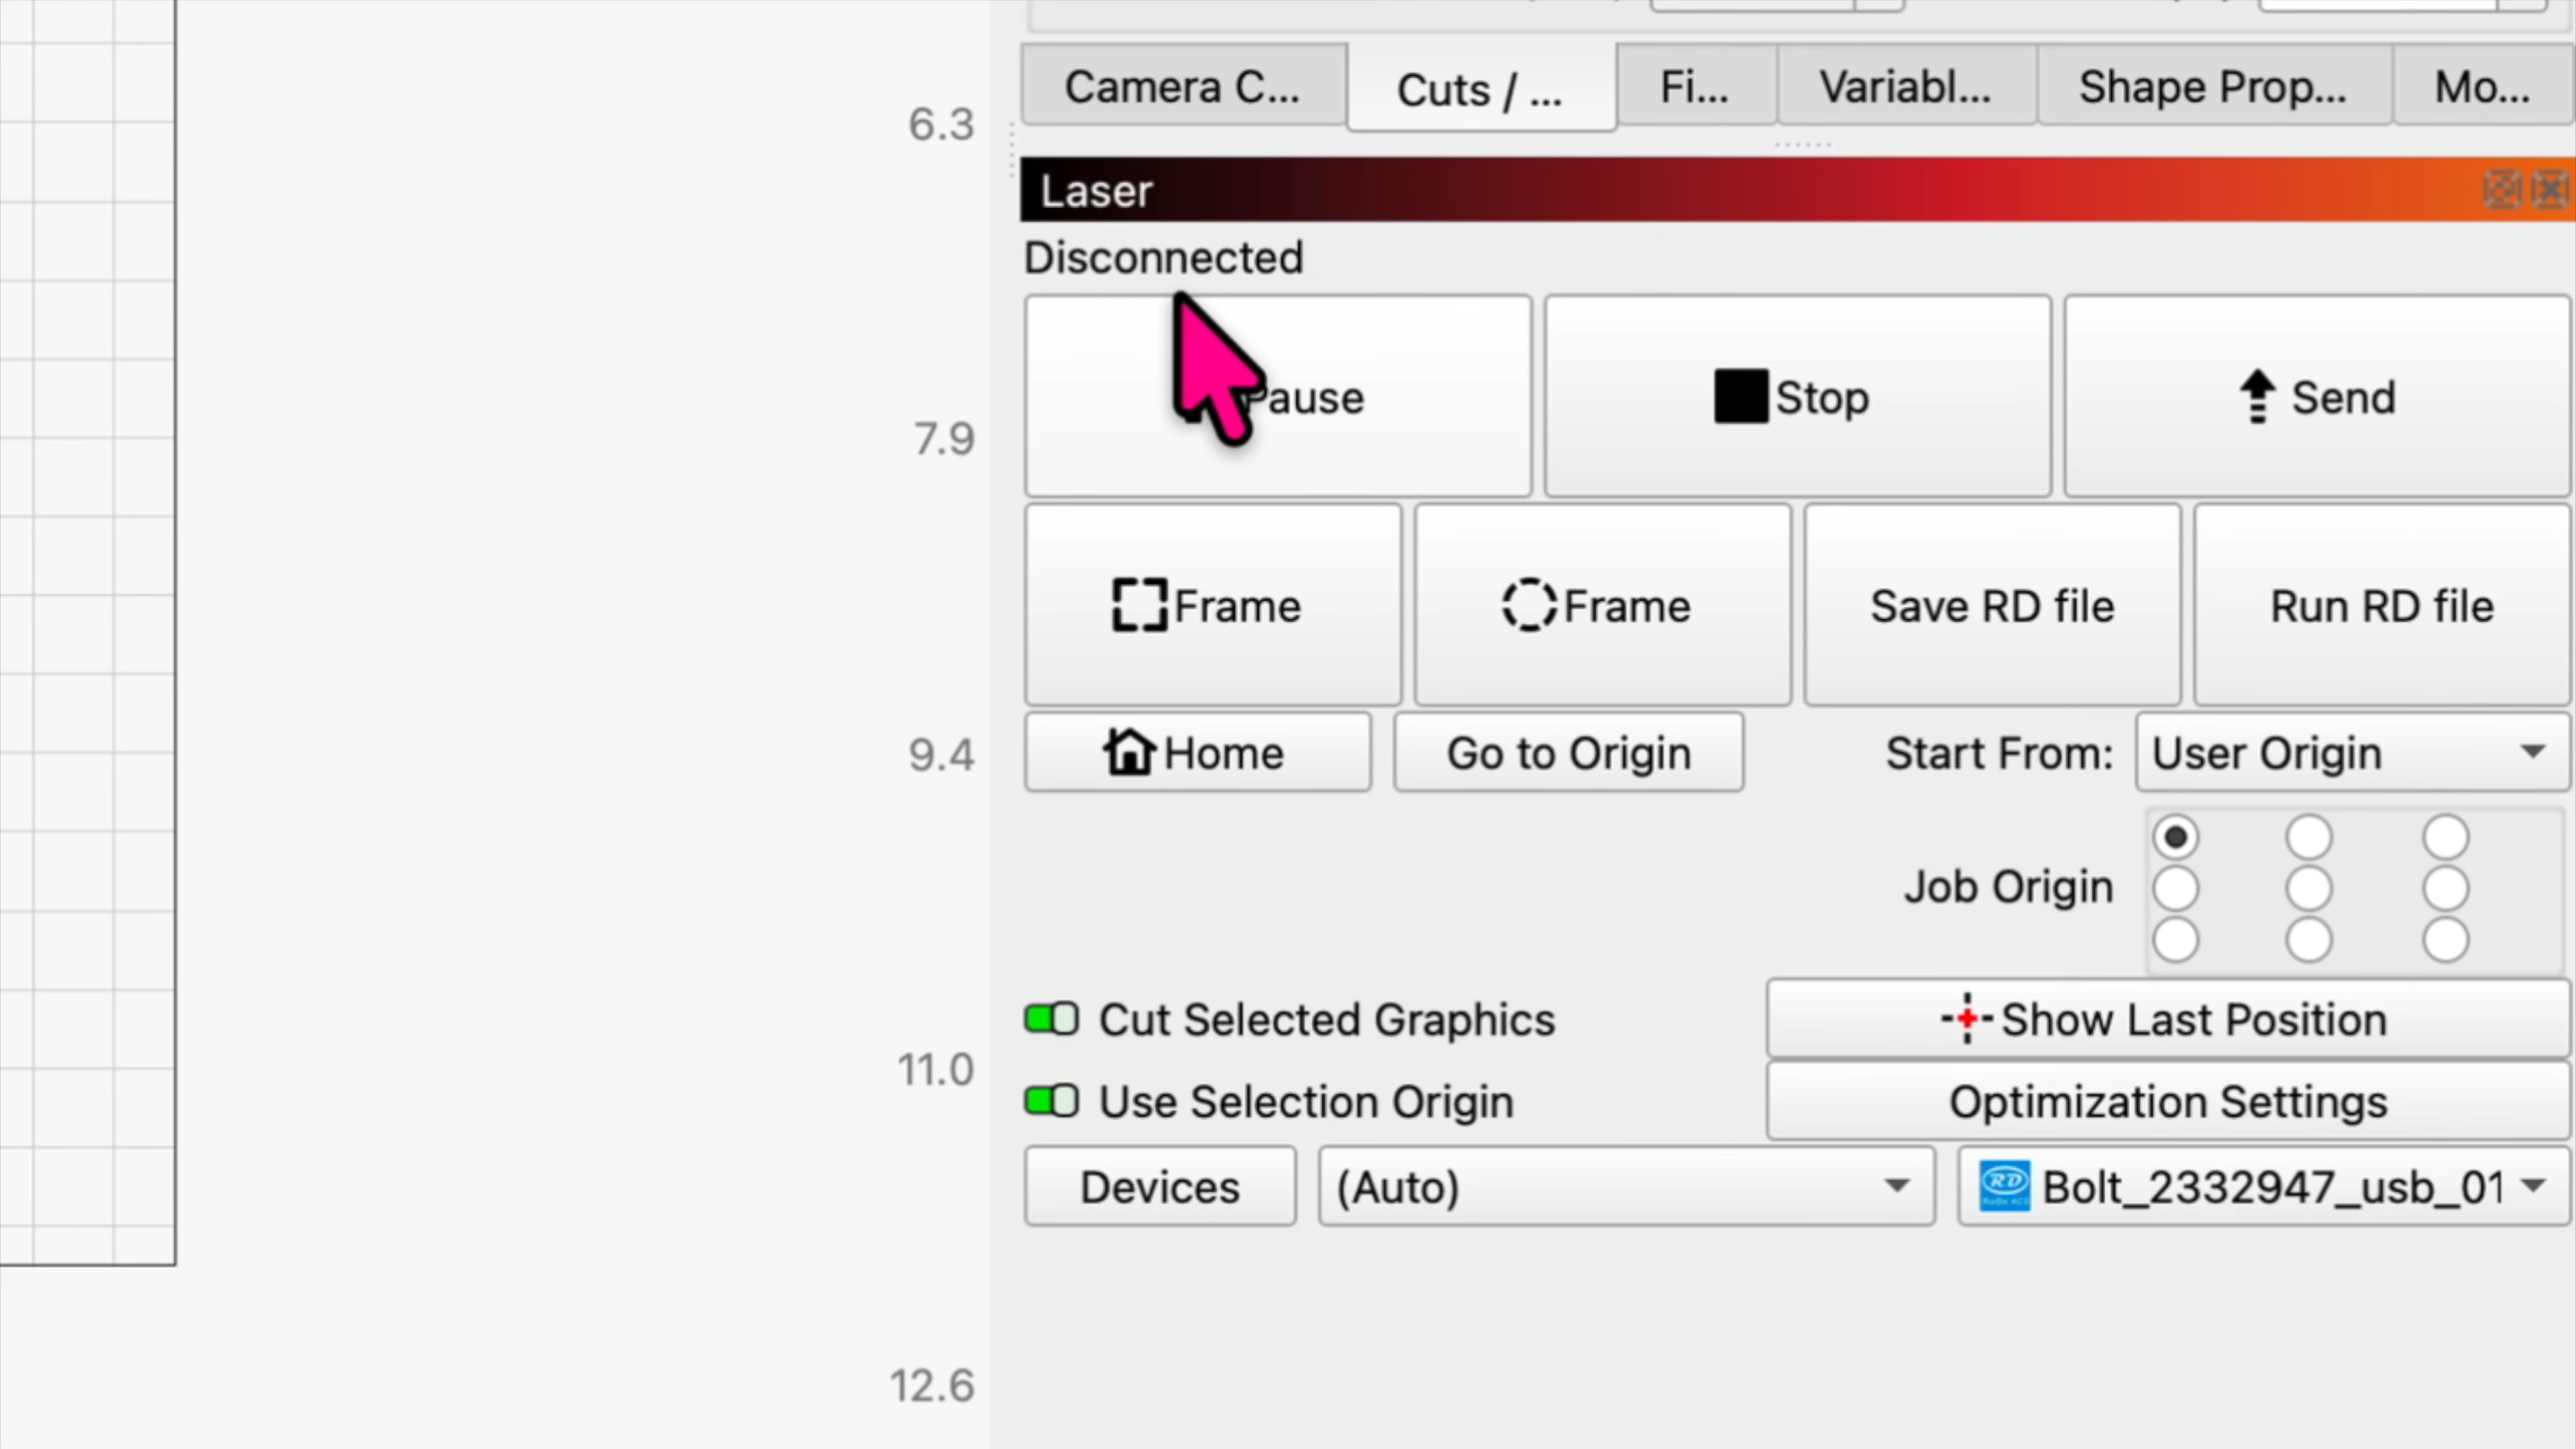 Camera C...
Cuts / ...
Fi...
Variabl...
Shape Prop...
Mo...
6.3
Laser
Disconnected
Pause
Stop
Send
7.9
Frame
Frame
Save RD file
Run RD file
Home
Go to Origin
Start From:
User Origin
9.4
Job Origin
Cut Selected Graphics
Show Last Position
11.0
Use Selection Origin
Optimization Settings
Devices
(Auto)
RD
Bolt_2332947_usb_01
12.6